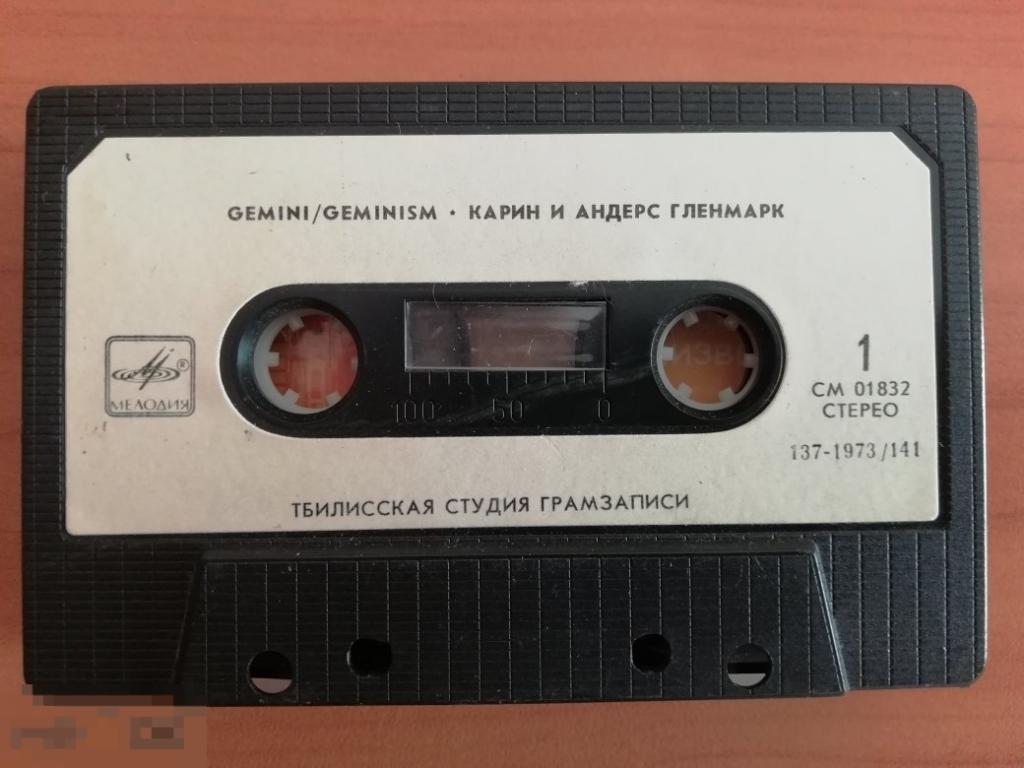 GEMINI/GEMINISM · КАРИН И АНДЕРС ГЛЕНМАРК
®
МЕЛОДИЯ
100 50 0
1
СМ 01832
СТЕРЕО
137-1973/141
ТБИЛИССКАЯ СТУДИЯ ГРАМЗАПИСИ